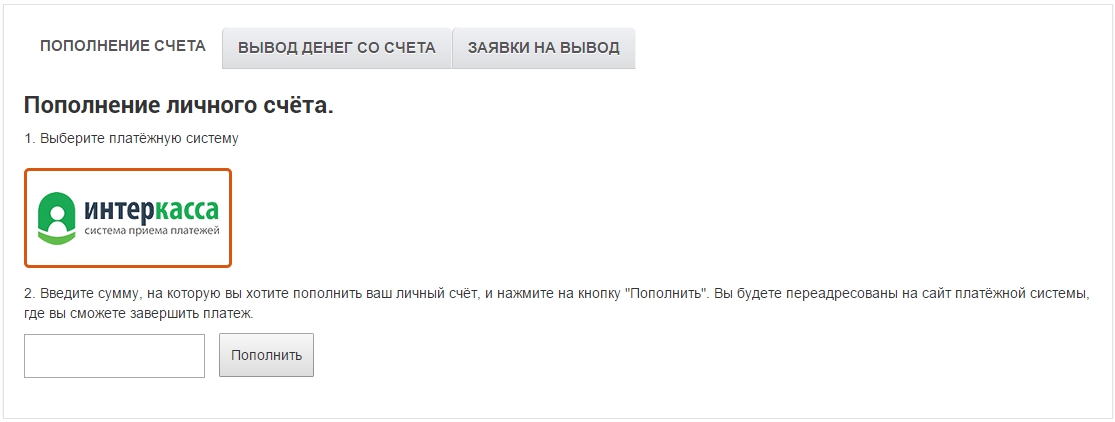 ПОПОЛНЕНИЕ СЧЕТА
ВЫВОД ДЕНЕГ СО СЧЕТА
ЗАЯВКИ НА ВЫВОД
Пополнение личного счёта.
1. Выберите платёжную систему
интеркасса
система приема платежей
2. Введите сумму, на которую вы хотите пополнить ваш личный счёт, и нажмите на кнопку "Пополнить". Вы будете переадресованы на сайт платёжной системы,
где вы сможете завершить платеж.
Пополнить